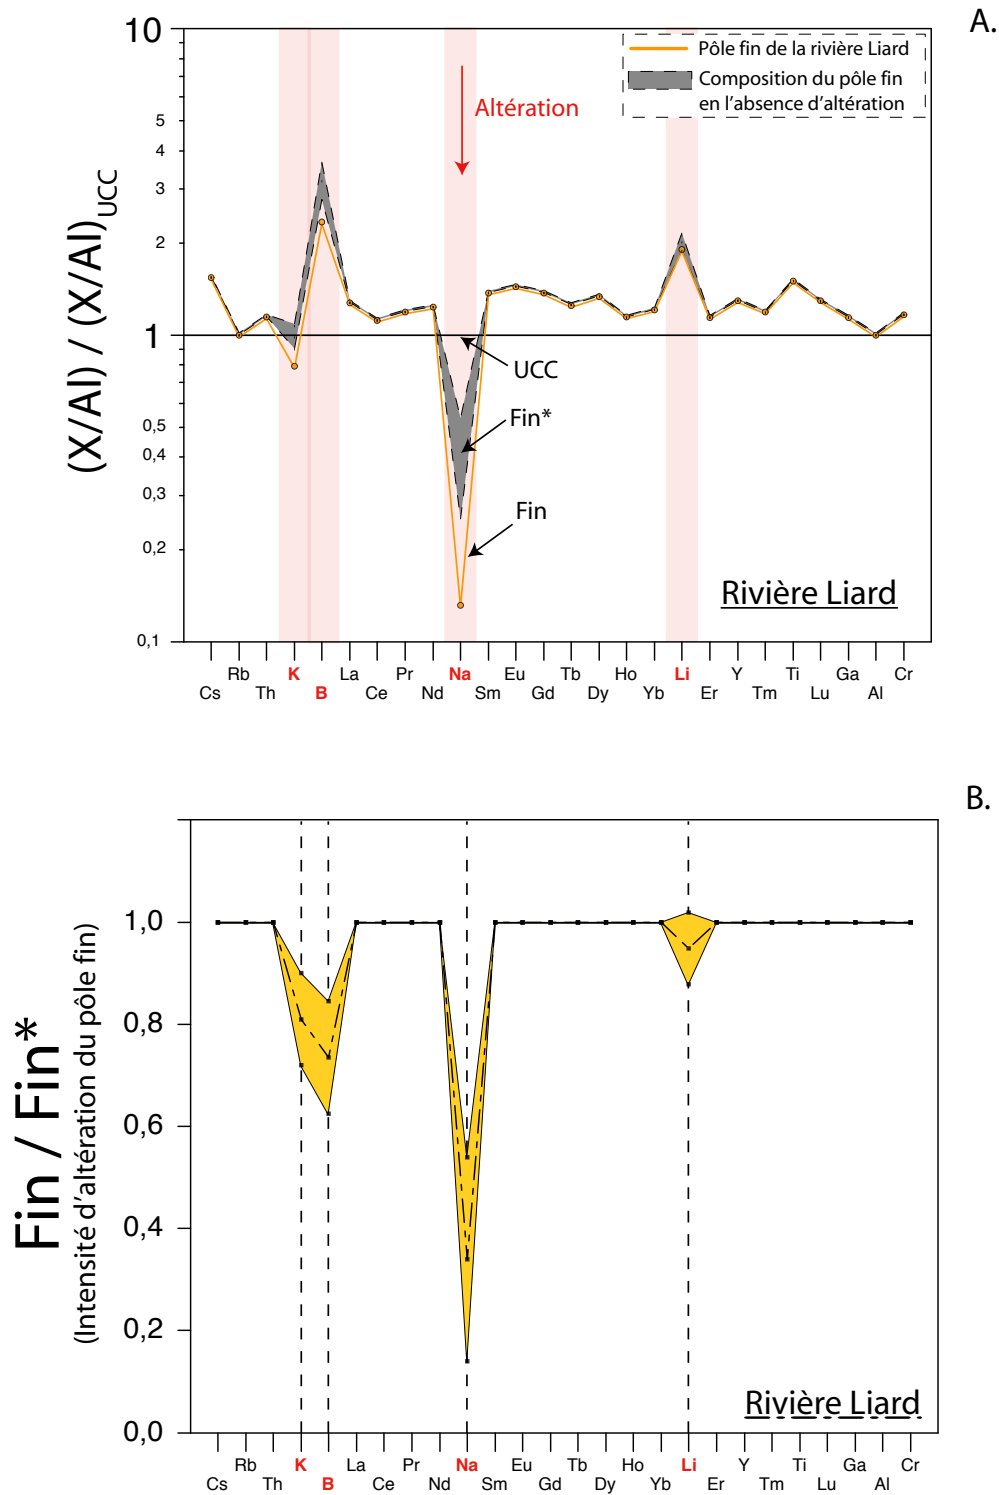 A.
10
5
4
3
2
1
0,5
0,4
0,3
0,2
0,1
(X/Al) / (X/Al)UCC
Pôle fin de la rivière Liard
Composition du pôle fin
en l'absence d'altération
Altération
UCC
Fin*
Fin
Rivière Liard
Rb K La Pr Na Eu Tb Ho Li Y Ti Ga Cr
Cs Th B Ce Nd Sm Gd Dy Yb Er Tm Lu Al
B.
1,0
0,8
0,6
0,4
0,2
0,0
Fin / Fin*
(Intensité d'altération du pôle fin)
Rivière Liard
Rb K La Pr Na Eu Tb Ho Li Y Ti Ga Cr
Cs Th B Ce Nd Sm Gd Dy Yb Er Tm Lu Al